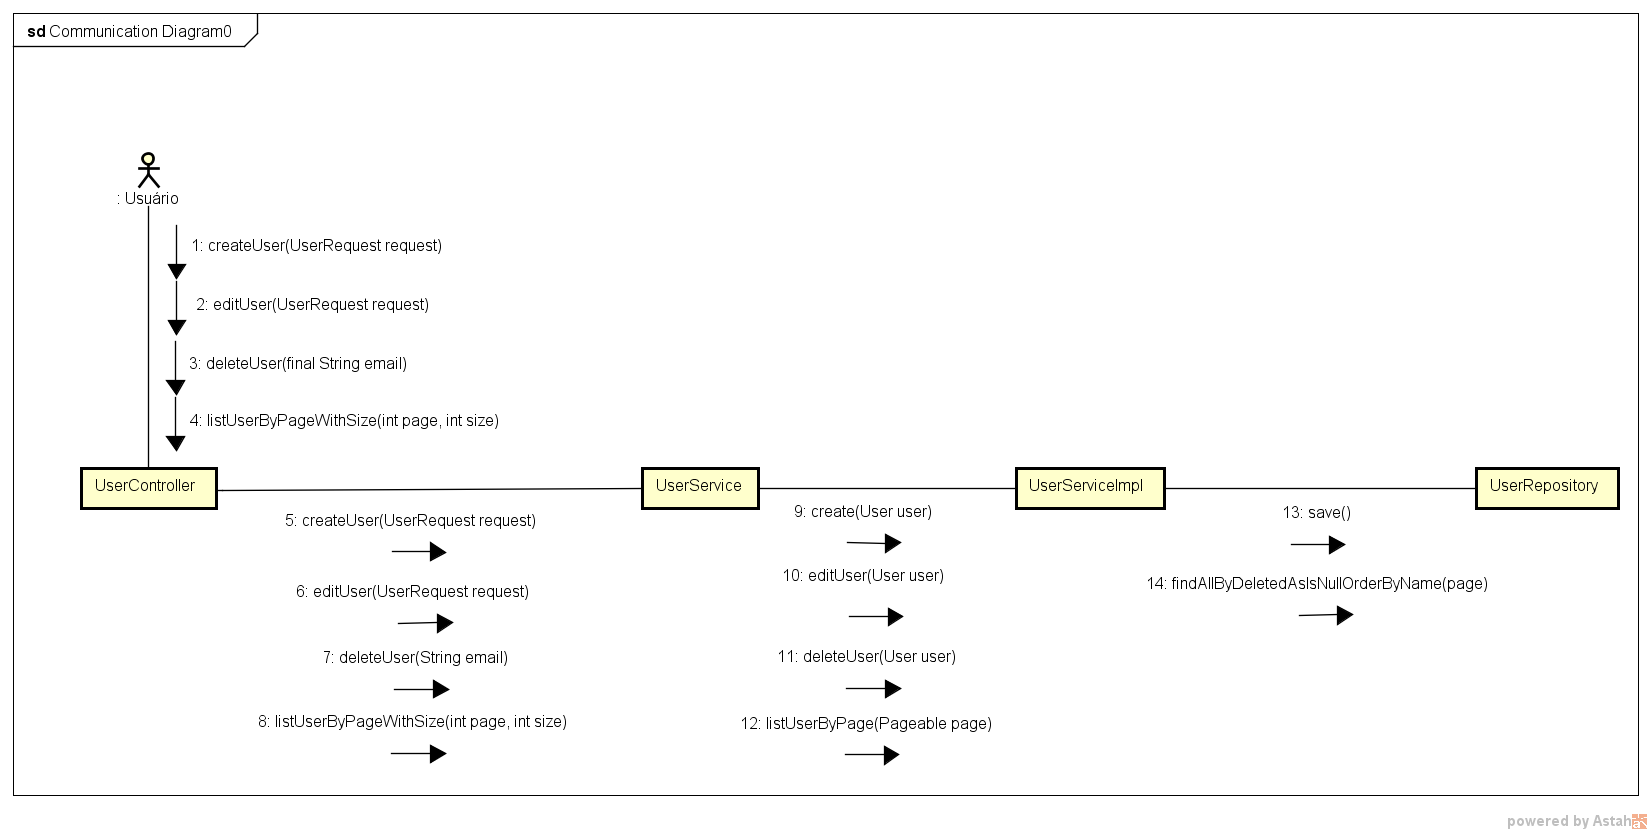 sd Communication Diagram0
: Usuário
1: createUser(UserRequest request)
2: editUser(UserRequest request)
3: deleteUser(final String email)
4: listUserByPageWithSize(int page, int size)
UserController
UserService
UserServiceImpl
UserRepository
5: createUser(UserRequest request)
9: create(User user)
13: save()
10: editUser(User user)
14: findAllByDeletedAsIsNullOrderByName(page)
6: editUser(UserRequest request)
7: deleteUser(String email)
11: deleteUser(User user)
8: listUserByPageWithSize(int page, int size)
12: listUserByPage(Pageable page)
powered by Astah